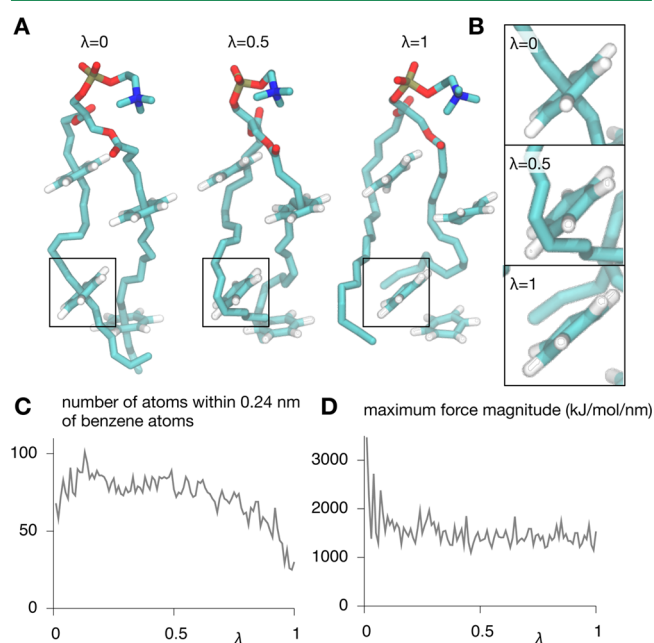 A
B
λ=0
λ=0.5
λ=1
λ=0
λ=0.5
λ=1
C
number of atoms within 0.24 nm
of benzene atoms
100
50
0
0
0.5
λ
1
D
maximum force magnitude (kJ/mol/nm)
3000
2000
1000
0
0
0.5
λ
1